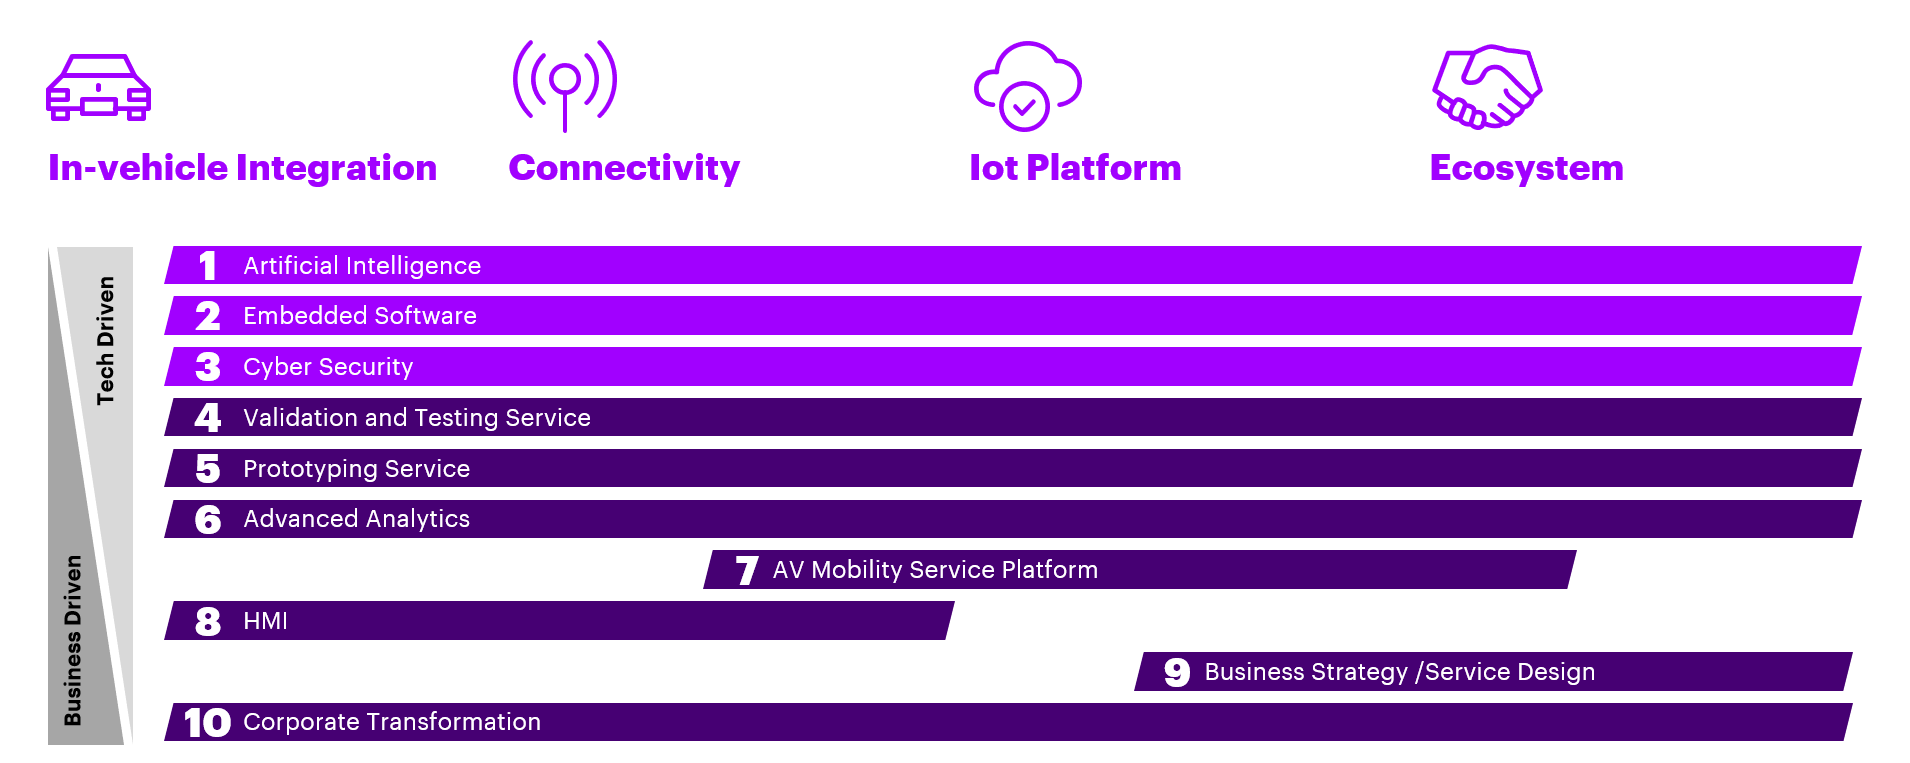 In-vehicle Integration
Connectivity
Iot Platform
Ecosystem
Tech Driven
Business Driven
1 Artificial Intelligence
2 Embedded Software
3 Cyber Security
4 Validation and Testing Service
5 Prototyping Service
6 Advanced Analytics
7 AV Mobility Service Platform
8 HMI
9 Business Strategy /Service Design
10 Corporate Transformation